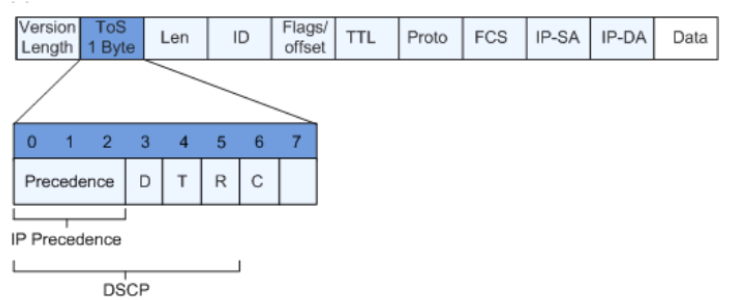 Version Length
ToS 1 Byte
Len
ID
Flags/ offset
TTL
Proto
FCS
IP-SA
IP-DA
Data
0 1 2 3 4 5 6 7
Precedence D T R C
IP Precedence
DSCP